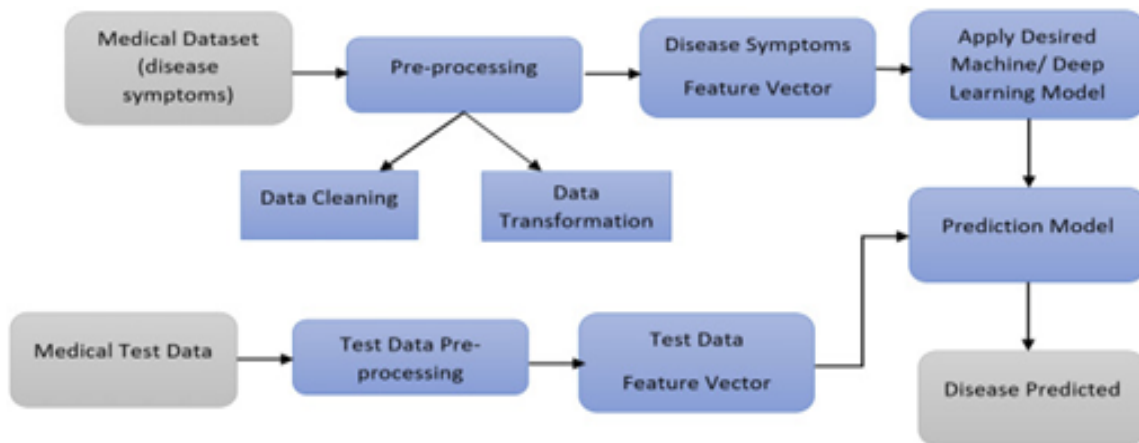 Medical Dataset
(disease
symptoms)
Pre-processing
Disease Symptoms
Feature Vector
Apply Desired
Machine/ Deep
Learning Model
Data Cleaning
Data
Transformation
Prediction Model
Medical Test Data
Test Data Pre-
processing
Test Data
Feature Vector
Disease Predicted